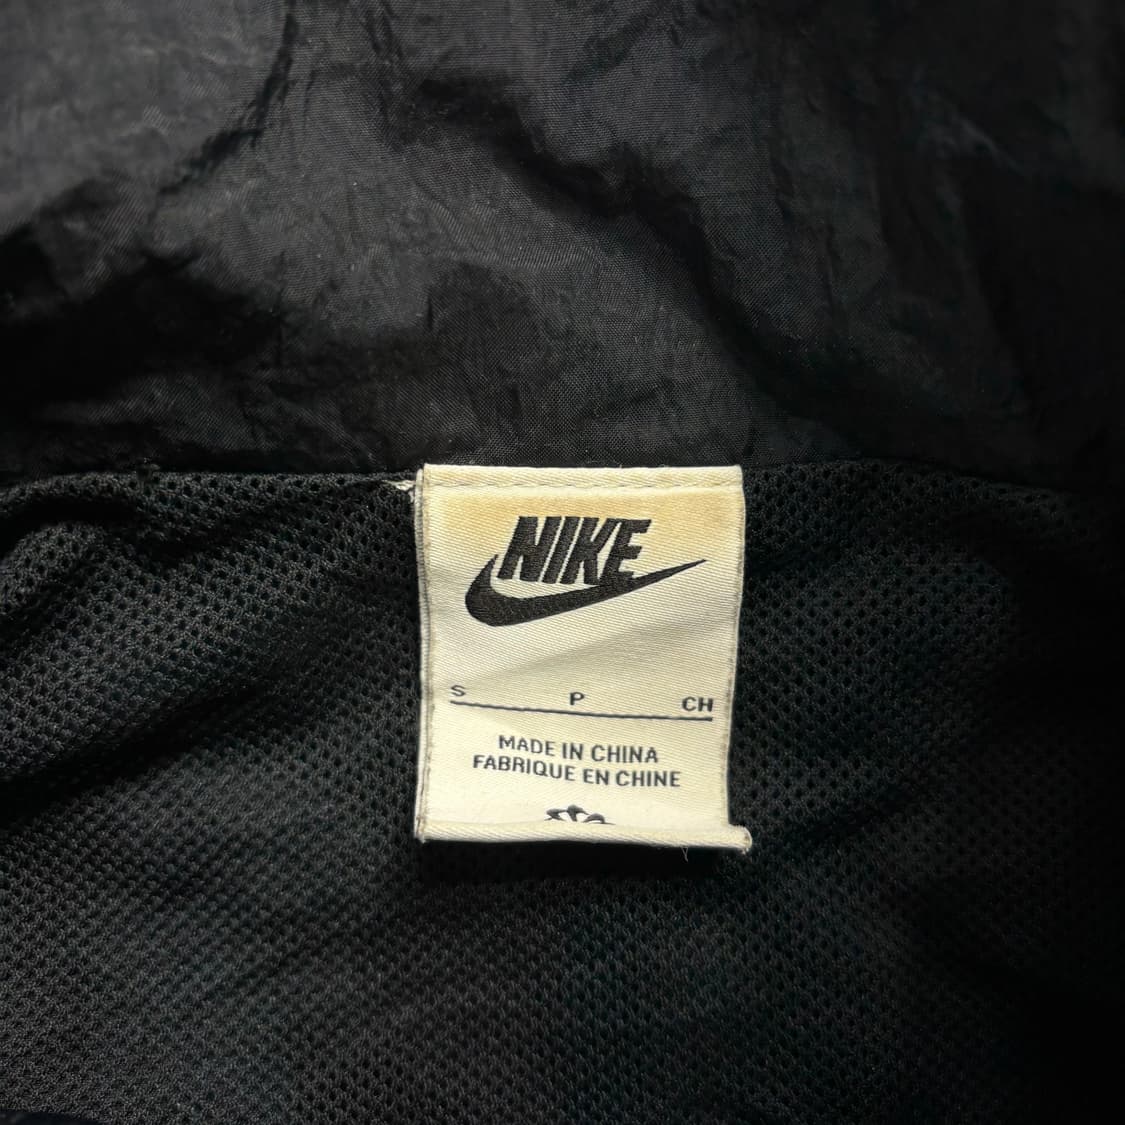 NIKE
S P CH
MADE IN CHINA
FABRIQUE EN CHINE